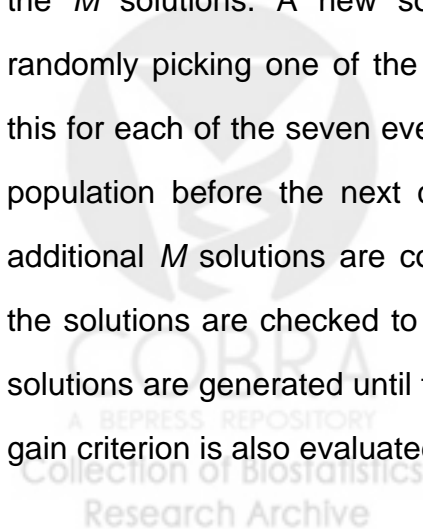 the M solutions. A new so
randomly picking one of the
this for each of the seven eve
population before the next c
additional M solutions are co
the solutions are checked to
COBRA
solutions are generated until t
A BEPRESS REPOSITORY
gain criterion is also evaluated
Collection of Biostatistics
Research Archive